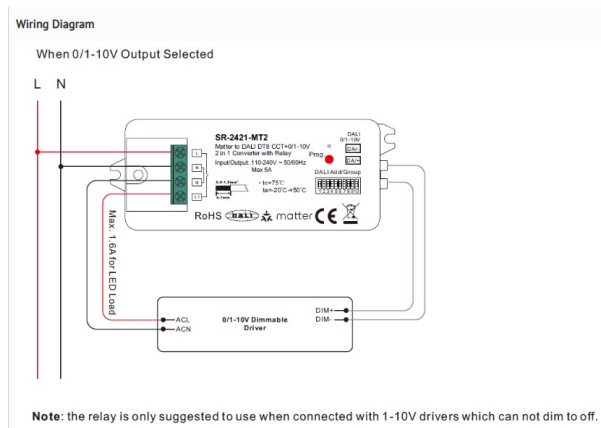 Wiring Diagram
When 0/1-10V Output Selected
L N
SR-2421-MT2
Matter to DALI DT8 CCT+0/1-10V
2 in 1 Converter with Relay
Input/Output: 110-240V ~ 50/60Hz
Max 5A
Prog.
DALI
0/1-10V
DA/-
DA/+
DALI Add/Group
L
N
N
tc=75℃
ta=-20℃-+50℃
RoHS DALI matter CE
Max. 1.6A for LED Load
ACL
ACN
0/1-10V Dimmable
Driver
DIM+
DIM-
Note: the relay is only suggested to use when connected with 1-10V drivers which can not dim to off.